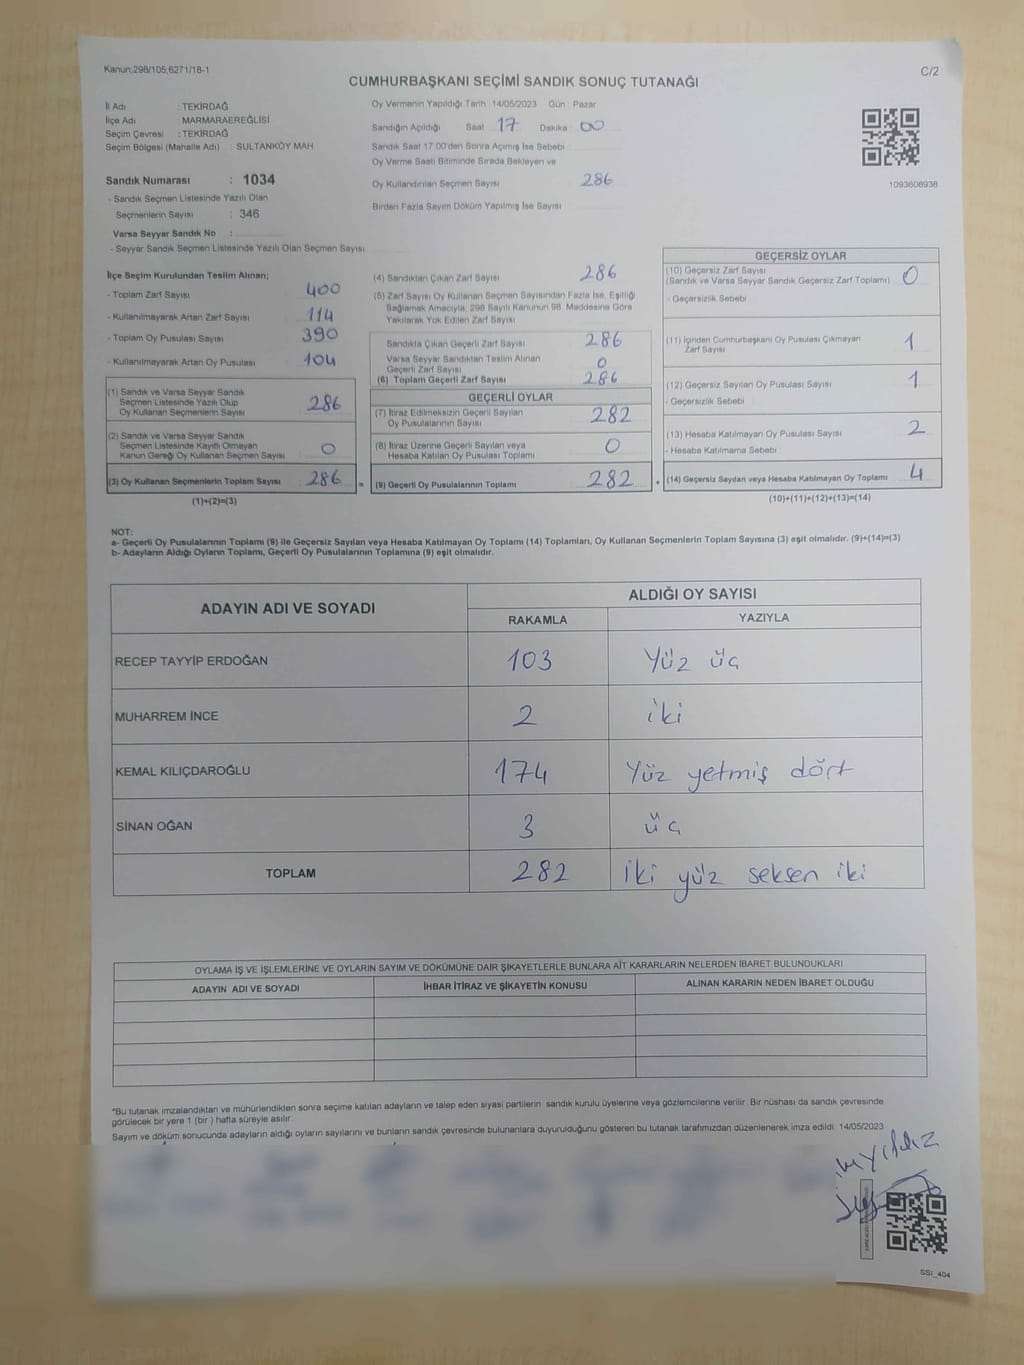 Kanun;298/105,6271/18-1
C/2
CUMHURBAŞKANI SEÇİMİ SANDIK SONUÇ TUTANAĞI
İl Adı : TEKİRDAĞ
İlçe Adı : MARMARAEREĞLİSİ
Seçim Çevresi : TEKİRDAĞ
Seçim Bölgesi (Mahalle Adı) : SULTANKÖY MAH
Sandık Numarası : 1034
- Sandık Seçmen Listesinde Yazılı Olan
Seçmenlerin Sayısı : 346
Varsa Seyyar Sandık No :
- Seyyar Sandık Seçmen Listesinde Yazılı Olan Seçmen Sayısı
Oy Vermenin Yapıldığı Tarih :14/05/2023 Gün : Pazar
Sandığın Açıldığı Saat 17 Dakika 00
Sandık Saat 17:00'den Sonra Açımış İse Sebebi :
Oy Verme Saati Bitiminde Sırada Bekleyen ve
Oy Kullandırılan Seçmen Sayısı 286
Birden Fazla Sayım Döküm Yapılmış İse Sayısı
1093608938
İlçe Seçim Kurulundan Teslim Alınan;
- Toplam Zarf Sayısı 400
- Kullanılmayarak Artan Zarf Sayısı 114
- Toplam Oy Pusulası Sayısı 390
- Kullanılmayarak Artan Oy Pusulası 104
(1) Sandık ve Varsa Seyyar Sandık
Seçmen Listesinde Yazılı Olup
Oy Kullanan Seçmenlerin Sayısı 286
(2) Sandık ve Varsa Seyyar Sandık
Seçmen Listesinde Kayıtlı Olmayan
Kanun Gereği Oy Kullanan Seçmen Sayısı 0
(3) Oy Kullanan Seçmenlerin Toplam Sayısı 286 =
(1)+(2)=(3)
(4) Sandıktan Çıkan Zarf Sayısı 286
(5) Zarf Sayısı Oy Kullanan Seçmen Sayısından Fazla İse, Eşitliği
Sağlamak Amacıyla, 298 Sayılı Kanunun 98. Maddesine Göre
Yakılarak Yok Edilen Zarf Sayısı
Sandıkta Çıkan Geçerli Zarf Sayısı 286
Varsa Seyyar Sandıktan Teslim Alınan
Geçerli Zarf Sayısı 0
(6) Toplam Geçerli Zarf Sayısı 286
GEÇERLİ OYLAR
(7) İtiraz Edilmeksizin Geçerli Sayılan
Oy Pusulalarının Sayısı 282
(8) İtiraz Üzerine Geçerli Sayılan veya
Hesaba Katılan Oy Pusulası Toplamı 0
(9) Geçerli Oy Pusulalarının Toplamı 282 +
GEÇERSİZ OYLAR
(10) Geçersiz Zarf Sayısı 0
(Sandık ve Varsa Seyyar Sandık Geçersiz Zarf Toplamı)
- Geçersizlik Sebebi
(11) İçinden Cumhurbaşkanı Oy Pusulası Çıkmayan
Zarf Sayısı 1
(12) Geçersiz Sayılan Oy Pusulası Sayısı 1
- Geçersizlik Sebebi :
(13) Hesaba Katılmayan Oy Pusulası Sayısı 2
- Hesaba Katılmama Sebebi :
(14) Geçersiz Sayılan veya Hesaba Katılmayan Oy Toplamı 4
(10)+(11)+(12)+(13)=(14)
NOT:
a- Geçerli Oy Pusulalarının Toplamı (9) ile Geçersiz Sayılan veya Hesaba Katılmayan Oy Toplamı (14) Toplamları, Oy Kullanan Seçmenlerin Toplam Sayısına (3) eşit olmalıdır. (9)+(14)=(3)
b- Adayların Aldığı Oyların Toplamı, Geçerli Oy Pusulalarının Toplamına (9) eşit olmalıdır.
ADAYIN ADI VE SOYADI
ALDIĞI OY SAYISI
RAKAMLA YAZIYLA
RECEP TAYYİP ERDOĞAN 103 Yüz üç
MUHARREM İNCE 2 iki
KEMAL KILIÇDAROĞLU 174 Yüz yetmiş dört
SİNAN OĞAN 3 üç
TOPLAM 282 iki yüz seksen iki
OYLAMA İŞ VE İŞLEMLERİNE VE OYLARIN SAYIM VE DÖKÜMÜNE DAİR ŞİKAYETLERLE BUNLARA AİT KARARLARIN NELERDEN İBARET BULUNDUKLARI
ADAYIN ADI VE SOYADI İHBAR İTİRAZ VE ŞİKAYETİN KONUSU ALINAN KARARIN NEDEN İBARET OLDUĞU
*Bu tutanak imzalandıktan ve mühürlendikten sonra seçime katılan adayların ve talep eden siyasi partilerin sandık kurulu üyelerine veya gözlemcilerine verilir. Bir nüshası da sandık çevresinde
görülecek bir yere 1 (bir ) hafta süreyle asılır.
Sayım ve döküm sonucunda adayların aldığı oyların sayılarını ve bunların sandık çevresinde bulunanlara duyurulduğunu gösteren bu tutanak tarafımızdan düzenlenerek imza edildi. 14/05/2023
SSI_404